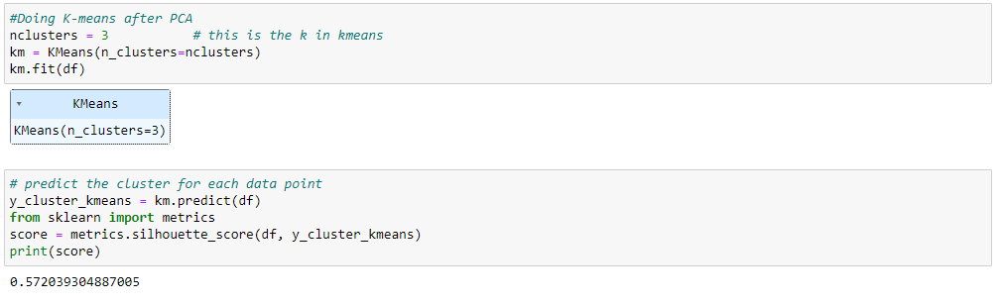 #Doing K-means after PCA
nclusters = 3 # this is the k in kmeans
km = KMeans(n_clusters=nclusters)
km.fit(df)
KMeans
KMeans(n_clusters=3)
# predict the cluster for each data point
y_cluster_kmeans = km.predict(df)
from sklearn import metrics
score = metrics.silhouette_score(df, y_cluster_kmeans)
print(score)
0.572039304887005